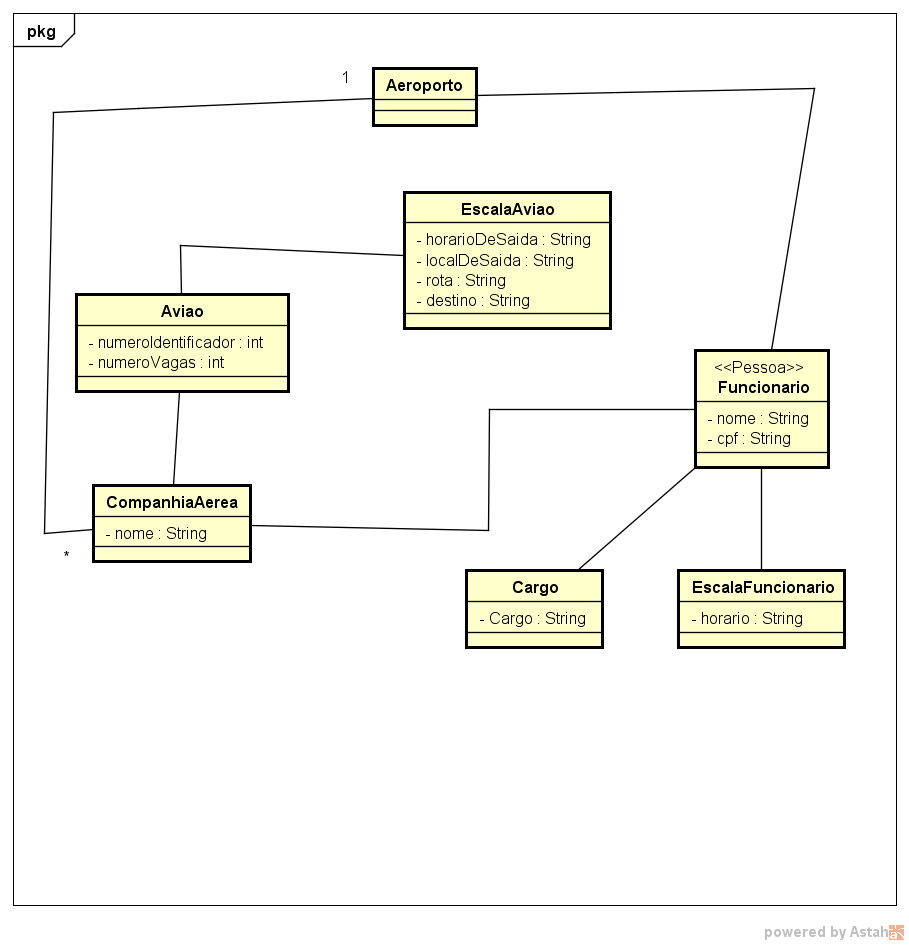 pkg
1
Aeroporto
EscalaAviao
- horarioDeSaida : String
- localDeSaida : String
- rota : String
- destino : String
Aviao
- numeroIdentificador : int
- numeroVagas : int
<<Pessoa>>
Funcionario
- nome : String
- cpf : String
CompanhiaAerea
- nome : String
*
Cargo
- Cargo : String
EscalaFuncionario
- horario : String
powered by Astah